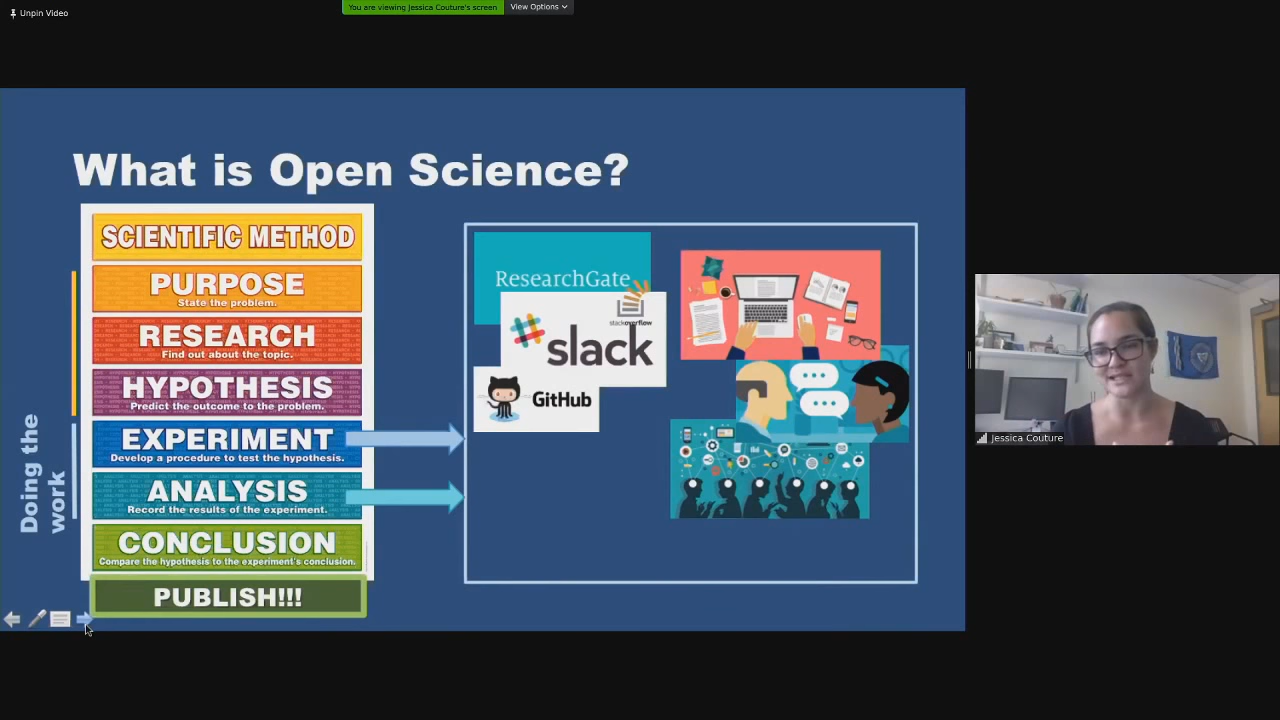 Unpin Video
You are viewing Jessica Couture's screen
View Options
What is Open Science?
SCIENTIFIC METHOD
PURPOSE
State the problem.
RESEARCH
Find out about the topic.
HYPOTHESIS
Predict the outcome to the problem.
EXPERIMENT
Develop a procedure to test the hypothesis.
ANALYSIS
Record the results of the experiment.
CONCLUSION
Compare the hypothesis to the experiment's conclusion.
PUBLISH!!!
Doing the
work
ResearchGate
stackoverflow
slack
GitHub
Jessica Couture